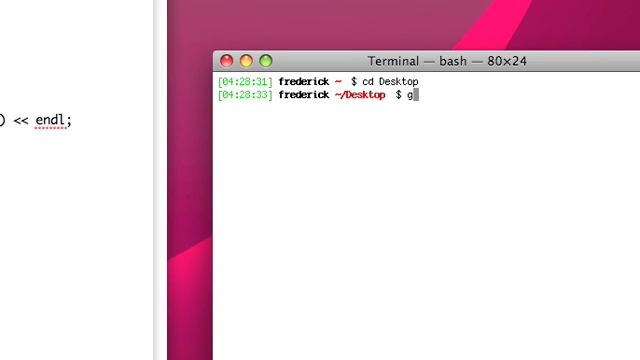 Terminal — bash — 80×24
[04:28:31] frederick ~ $ cd Desktop
[04:28:33] frederick ~/Desktop $ g
) << endl;